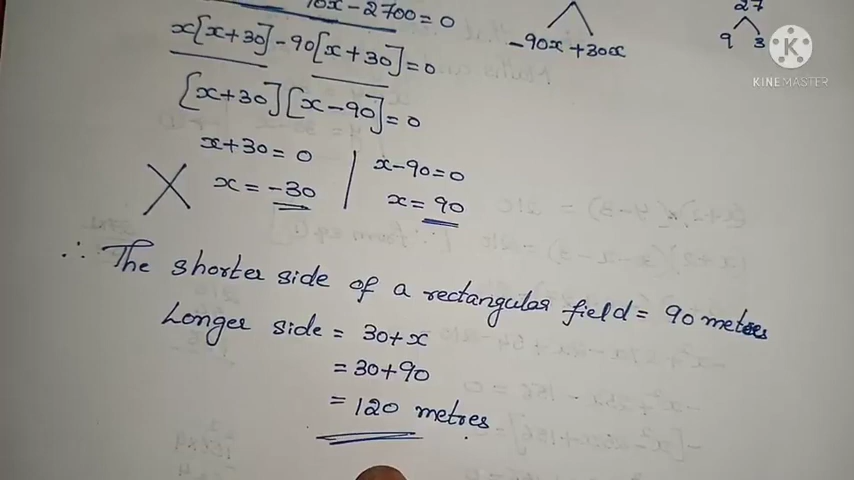 10x - 2700 = 0
x[x+30] - 90[x+30] = 0
[x+30][x-90] = 0
x+30 = 0 | x-90 = 0
x = -30 | x = 90
∴ The shorter side of a rectangular field = 90 metres
Longer side = 30+x
= 30+90
= 120 metres
-90x +30x
27
9 3
K
KINEMASTER